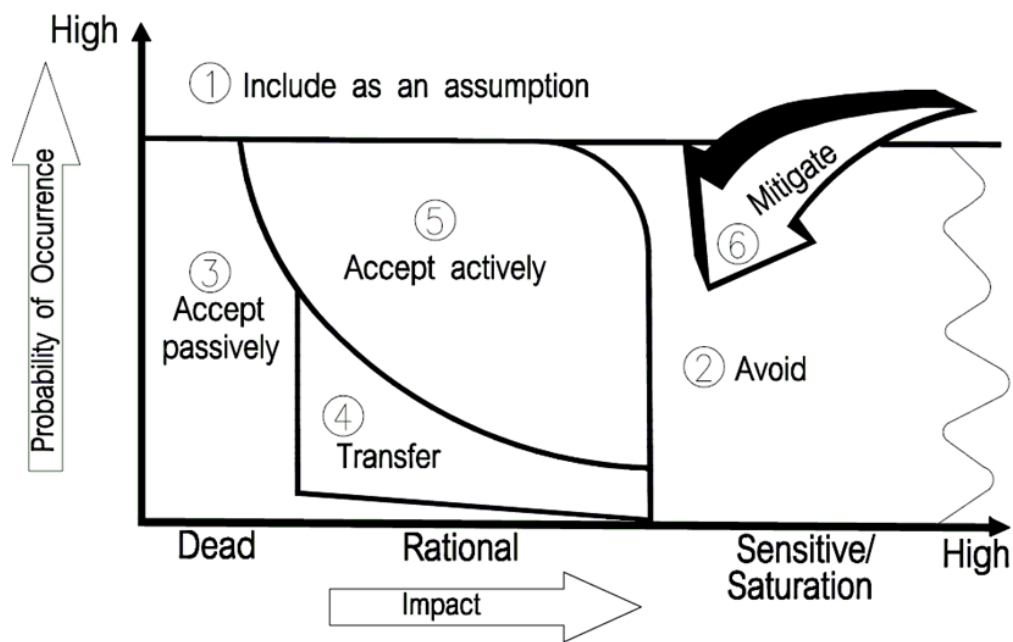 High
① Include as an assumption
Probability of Occurrence
Mitigate
⑥
⑤
Accept actively
③
Accept
passively
② Avoid
④
Transfer
Dead
Rational
Sensitive/
Saturation
High
Impact